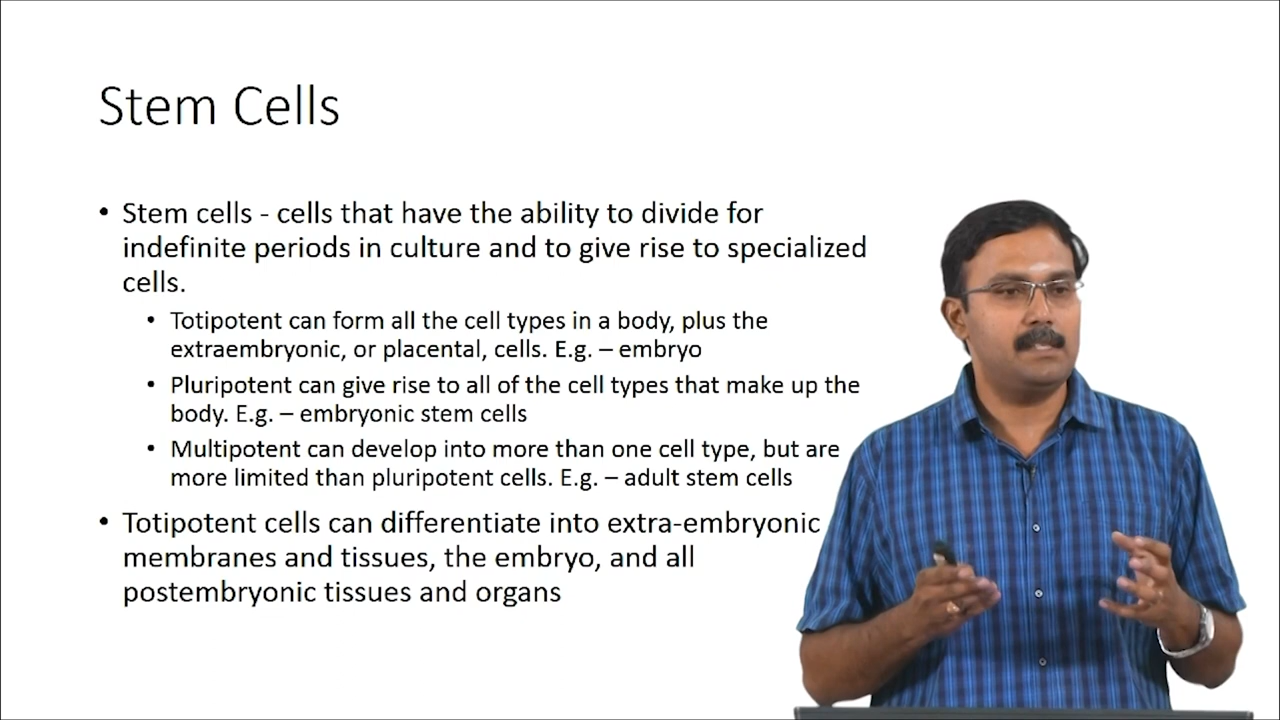 Stem Cells
• Stem cells - cells that have the ability to divide for
indefinite periods in culture and to give rise to specialized
cells.
• Totipotent can form all the cell types in a body, plus the
extraembryonic, or placental, cells. E.g. – embryo
• Pluripotent can give rise to all of the cell types that make up the
body. E.g. – embryonic stem cells
• Multipotent can develop into more than one cell type, but are
more limited than pluripotent cells. E.g. – adult stem cells
• Totipotent cells can differentiate into extra-embryonic
membranes and tissues, the embryo, and all
postembryonic tissues and organs